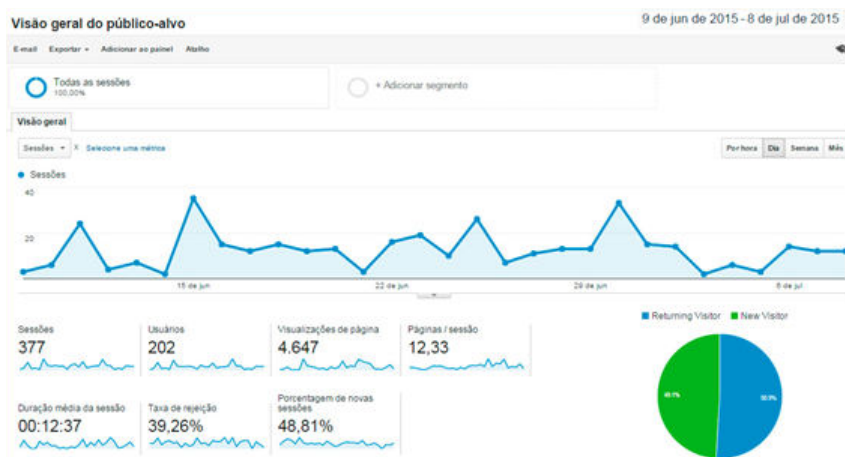 Visão geral do público-alvo
9 de jun de 2015 - 8 de jul de 2015
E-mail Exportar Adicionar ao painel Atalho
Todas as sessões
100,00%
+ Adicionar segmento
Visão geral
Sessões X Selecione uma métrica
Por hora Dia Semana Mês
Sessões
40
20
15 de jun 22 de jun 29 de jun 6 de jul
Returning Visitor New Visitor
Sessões
377
Usuários
202
Visualizações de página
4.647
Páginas / sessão
12,33
Duração média da sessão
00:12:37
Taxa de rejeição
39,26%
Porcentagem de novas
sessões
48,81%